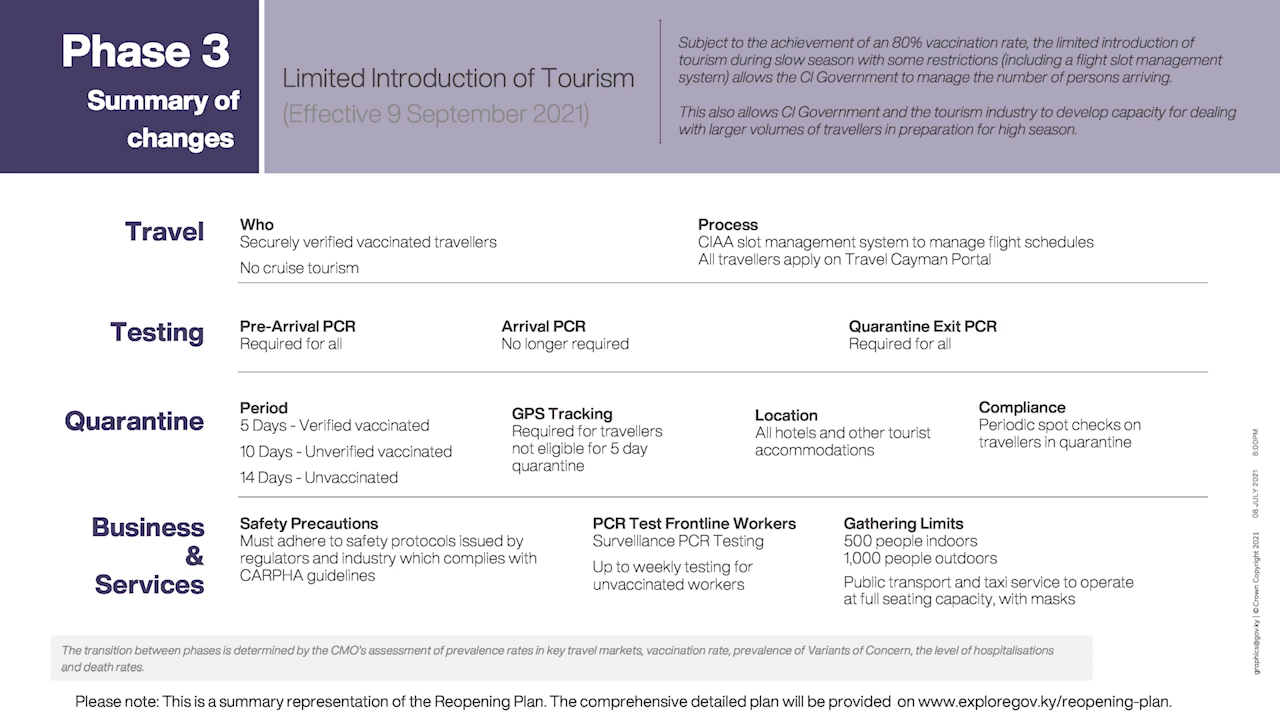 Phase 3
Summary of
changes
Limited Introduction of Tourism
(Effective 9 September 2021)
Subject to the achievement of an 80% vaccination rate, the limited introduction of
tourism during slow season with some restrictions (including a flight slot management
system) allows the CI Government to manage the number of persons arriving.
This also allows CI Government and the tourism industry to develop capacity for dealing
with larger volumes of travellers in preparation for high season.
Travel
Who
Securely verified vaccinated travellers
No cruise tourism
Process
CIAA slot management system to manage flight schedules
All travellers apply on Travel Cayman Portal
Testing
Pre-Arrival PCR
Required for all
Arrival PCR
No longer required
Quarantine Exit PCR
Required for all
Quarantine
Period
5 Days - Verified vaccinated
10 Days - Unverified vaccinated
14 Days - Unvaccinated
GPS Tracking
Required for travellers
not eligible for 5 day
quarantine
Location
All hotels and other tourist
accommodations
Compliance
Periodic spot checks on
travellers in quarantine
Business
&
Services
Safety Precautions
Must adhere to safety protocols issued by
regulators and industry which complies with
CARPHA guidelines
PCR Test Frontline Workers
Surveillance PCR Testing
Up to weekly testing for
unvaccinated workers
Gathering Limits
500 people indoors
1,000 people outdoors
Public transport and taxi service to operate
at full seating capacity, with masks
The transition between phases is determined by the CMO's assessment of prevalence rates in key travel markets, vaccination rate, prevalence of Variants of Concern, the level of hospitalisations
and death rates.
Please note: This is a summary representation of the Reopening Plan. The comprehensive detailed plan will be provided on www.exploregov.ky/reopening-plan.
graphics@gov.ky | © Crown Copyright 2021 08 JULY 2021 6:00PM